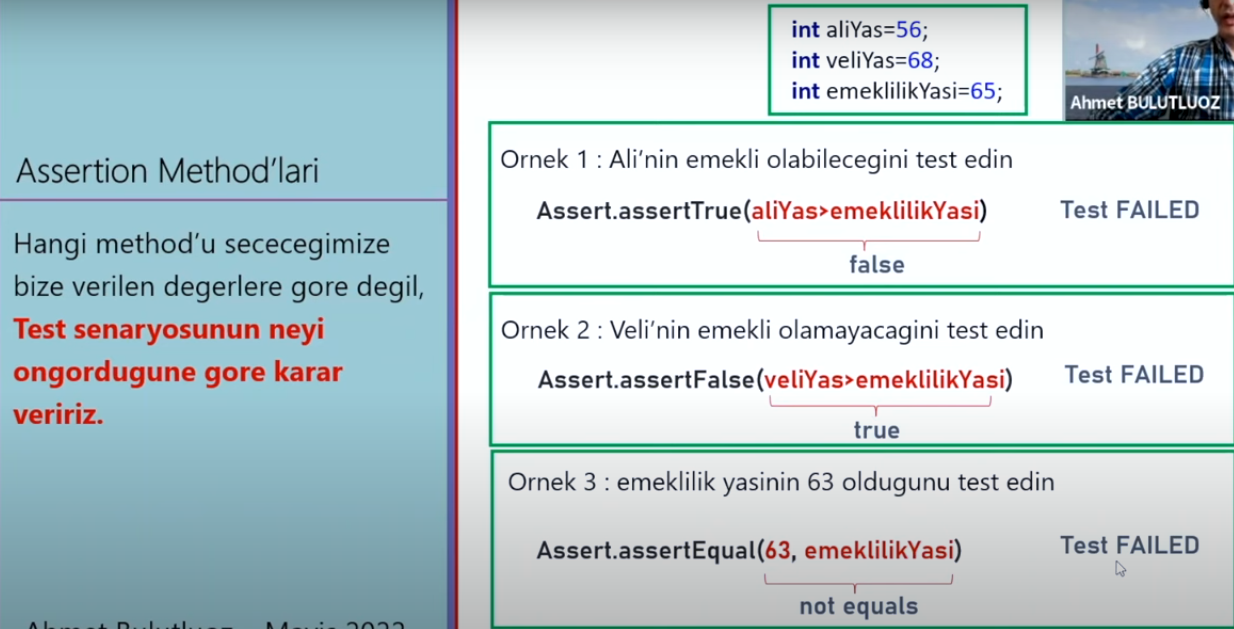 int aliYas=56;
int veliYas=68;
int emeklilikYasi=65;
Ahmet BULUTLUOZ
Assertion Method’lari
Hangi method’u sececegimize
bize verilen degerlere gore degil,
Test senaryosunun neyi
ongordugune gore karar
veririz.
Ornek 1 : Ali’nin emekli olabilecegini test edin
Assert.assertTrue(aliYas>emeklilikYasi) Test FAILED
false
Ornek 2 : Veli’nin emekli olamayacagini test edin
Assert.assertFalse(veliYas>emeklilikYasi) Test FAILED
true
Ornek 3 : emeklilik yasinin 63 oldugunu test edin
Assert.assertEqual(63, emeklilikYasi) Test FAILED
not equals
Ahmet Bulutluoz Mayis 2022